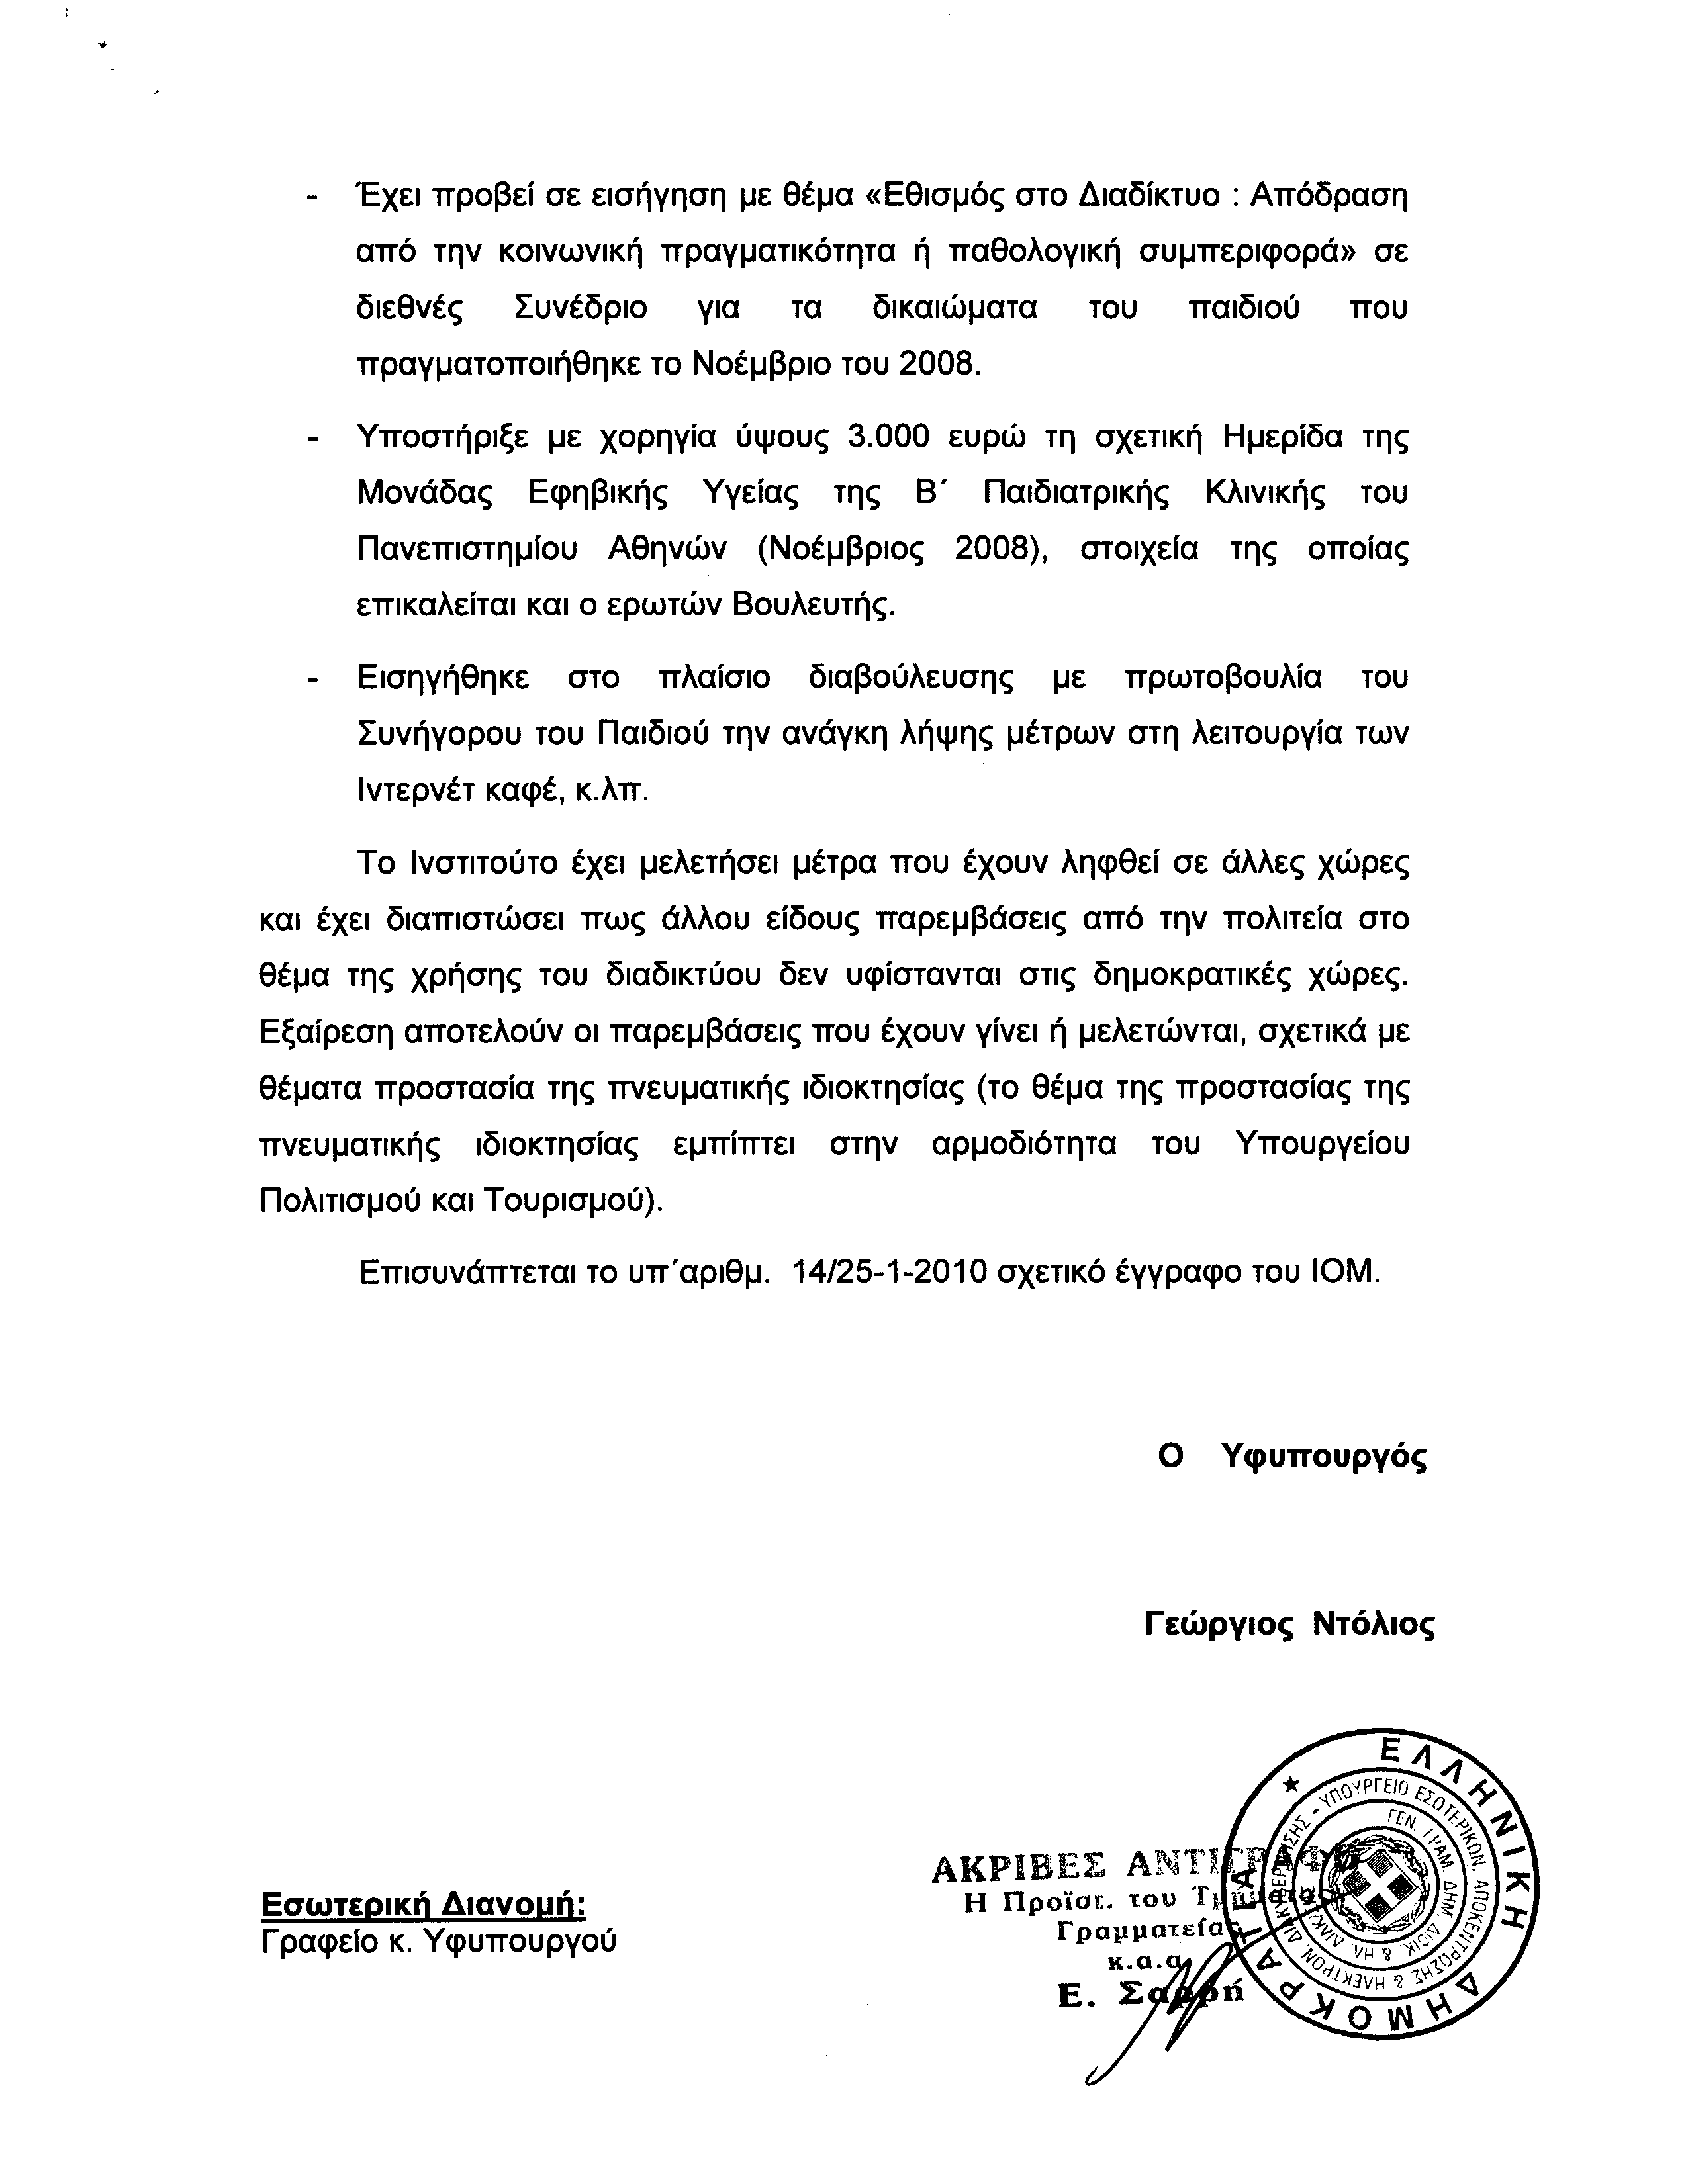 - Έχει προβεί σε εισήγηση με θέμα «Εθισμός στο Διαδίκτυο : Απόδραση
από την κοινωνική πραγματικότητα ή παθολογική συμπεριφορά» σε
διεθνές Συνέδριο για τα δικαιώματα του παιδιού που
πραγματοποιήθηκε το Νοέμβριο του 2008.
- Υποστήριξε με χορηγία ύψους 3.000 ευρώ τη σχετική Ημερίδα της
Μονάδας Εφηβικής Υγείας της Β΄ Παιδιατρικής Κλινικής του
Πανεπιστημίου Αθηνών (Νοέμβριος 2008), στοιχεία της οποίας
επικαλείται και ο ερωτών Βουλευτής.
- Εισηγήθηκε στο πλαίσιο διαβούλευσης με πρωτοβουλία του
Συνήγορου του Παιδιού την ανάγκη λήψης μέτρων στη λειτουργία των
Ιντερνέτ καφέ, κ.λπ.
Το Ινστιτούτο έχει μελετήσει μέτρα που έχουν ληφθεί σε άλλες χώρες
και έχει διαπιστώσει πως άλλου είδους παρεμβάσεις από την πολιτεία στο
θέμα της χρήσης του διαδικτύου δεν υφίστανται στις δημοκρατικές χώρες.
Εξαίρεση αποτελούν οι παρεμβάσεις που έχουν γίνει ή μελετώνται, σχετικά με
θέματα προστασία της πνευματικής ιδιοκτησίας (το θέμα της προστασίας της
πνευματικής ιδιοκτησίας εμπίπτει στην αρμοδιότητα του Υπουργείου
Πολιτισμού και Τουρισμού).
Επισυνάπτεται το υπ΄αριθμ. 14/25-1-2010 σχετικό έγγραφο του ΙΟΜ.
Ο Υφυπουργός
Γεώργιος Ντόλιος
Εσωτερική Διανομή:
Γραφείο κ. Υφυπουργού
ΑΚΡΙΒΕΣ ΑΝΤΙΓΡΑΦΟ
Η Προϊστ. του Τμήματος
Γραμματείας
κ.α.α
Ε. Σαρρή
ΕΛΛΗΝΙΚΗ ΔΗΜΟΚΡΑΤΙΑ
ΥΠΟΥΡΓΕΙΟ ΕΣΩΤΕΡΙΚΩΝ, ΑΠΟΚΕΝΤΡΩΣΗΣ & ΗΛΕΚΤΡΟΝ. ΔΙΑΚΥΒΕΡΝΗΣΗΣ